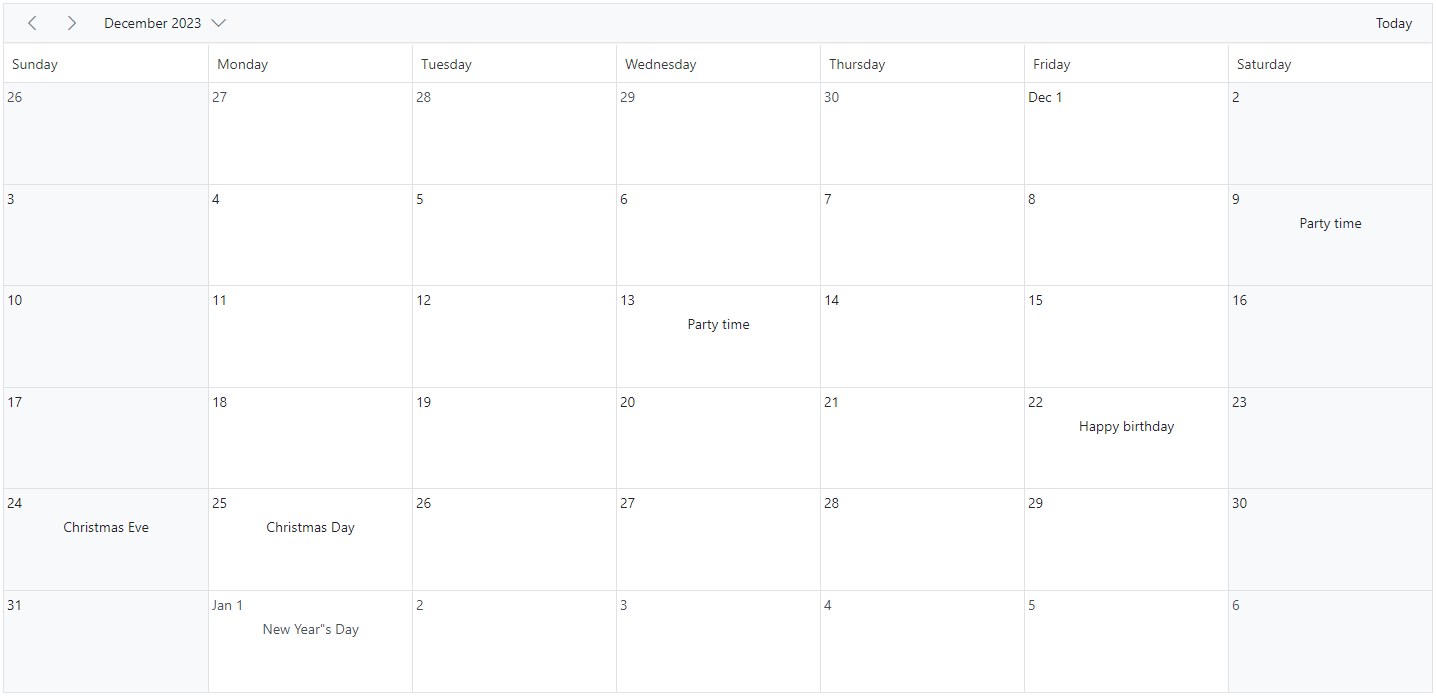 December 2023 Today
Sunday Monday Tuesday Wednesday Thursday Friday Saturday
26 27 28 29 30 Dec 1 2
3 4 5 6 7 8 9
Party time
10 11 12 13 14 15 16
Party time
17 18 19 20 21 22 23
Happy birthday
24 25 26 27 28 29 30
Christmas Eve Christmas Day
31 Jan 1 2 3 4 5 6
New Year"s Day